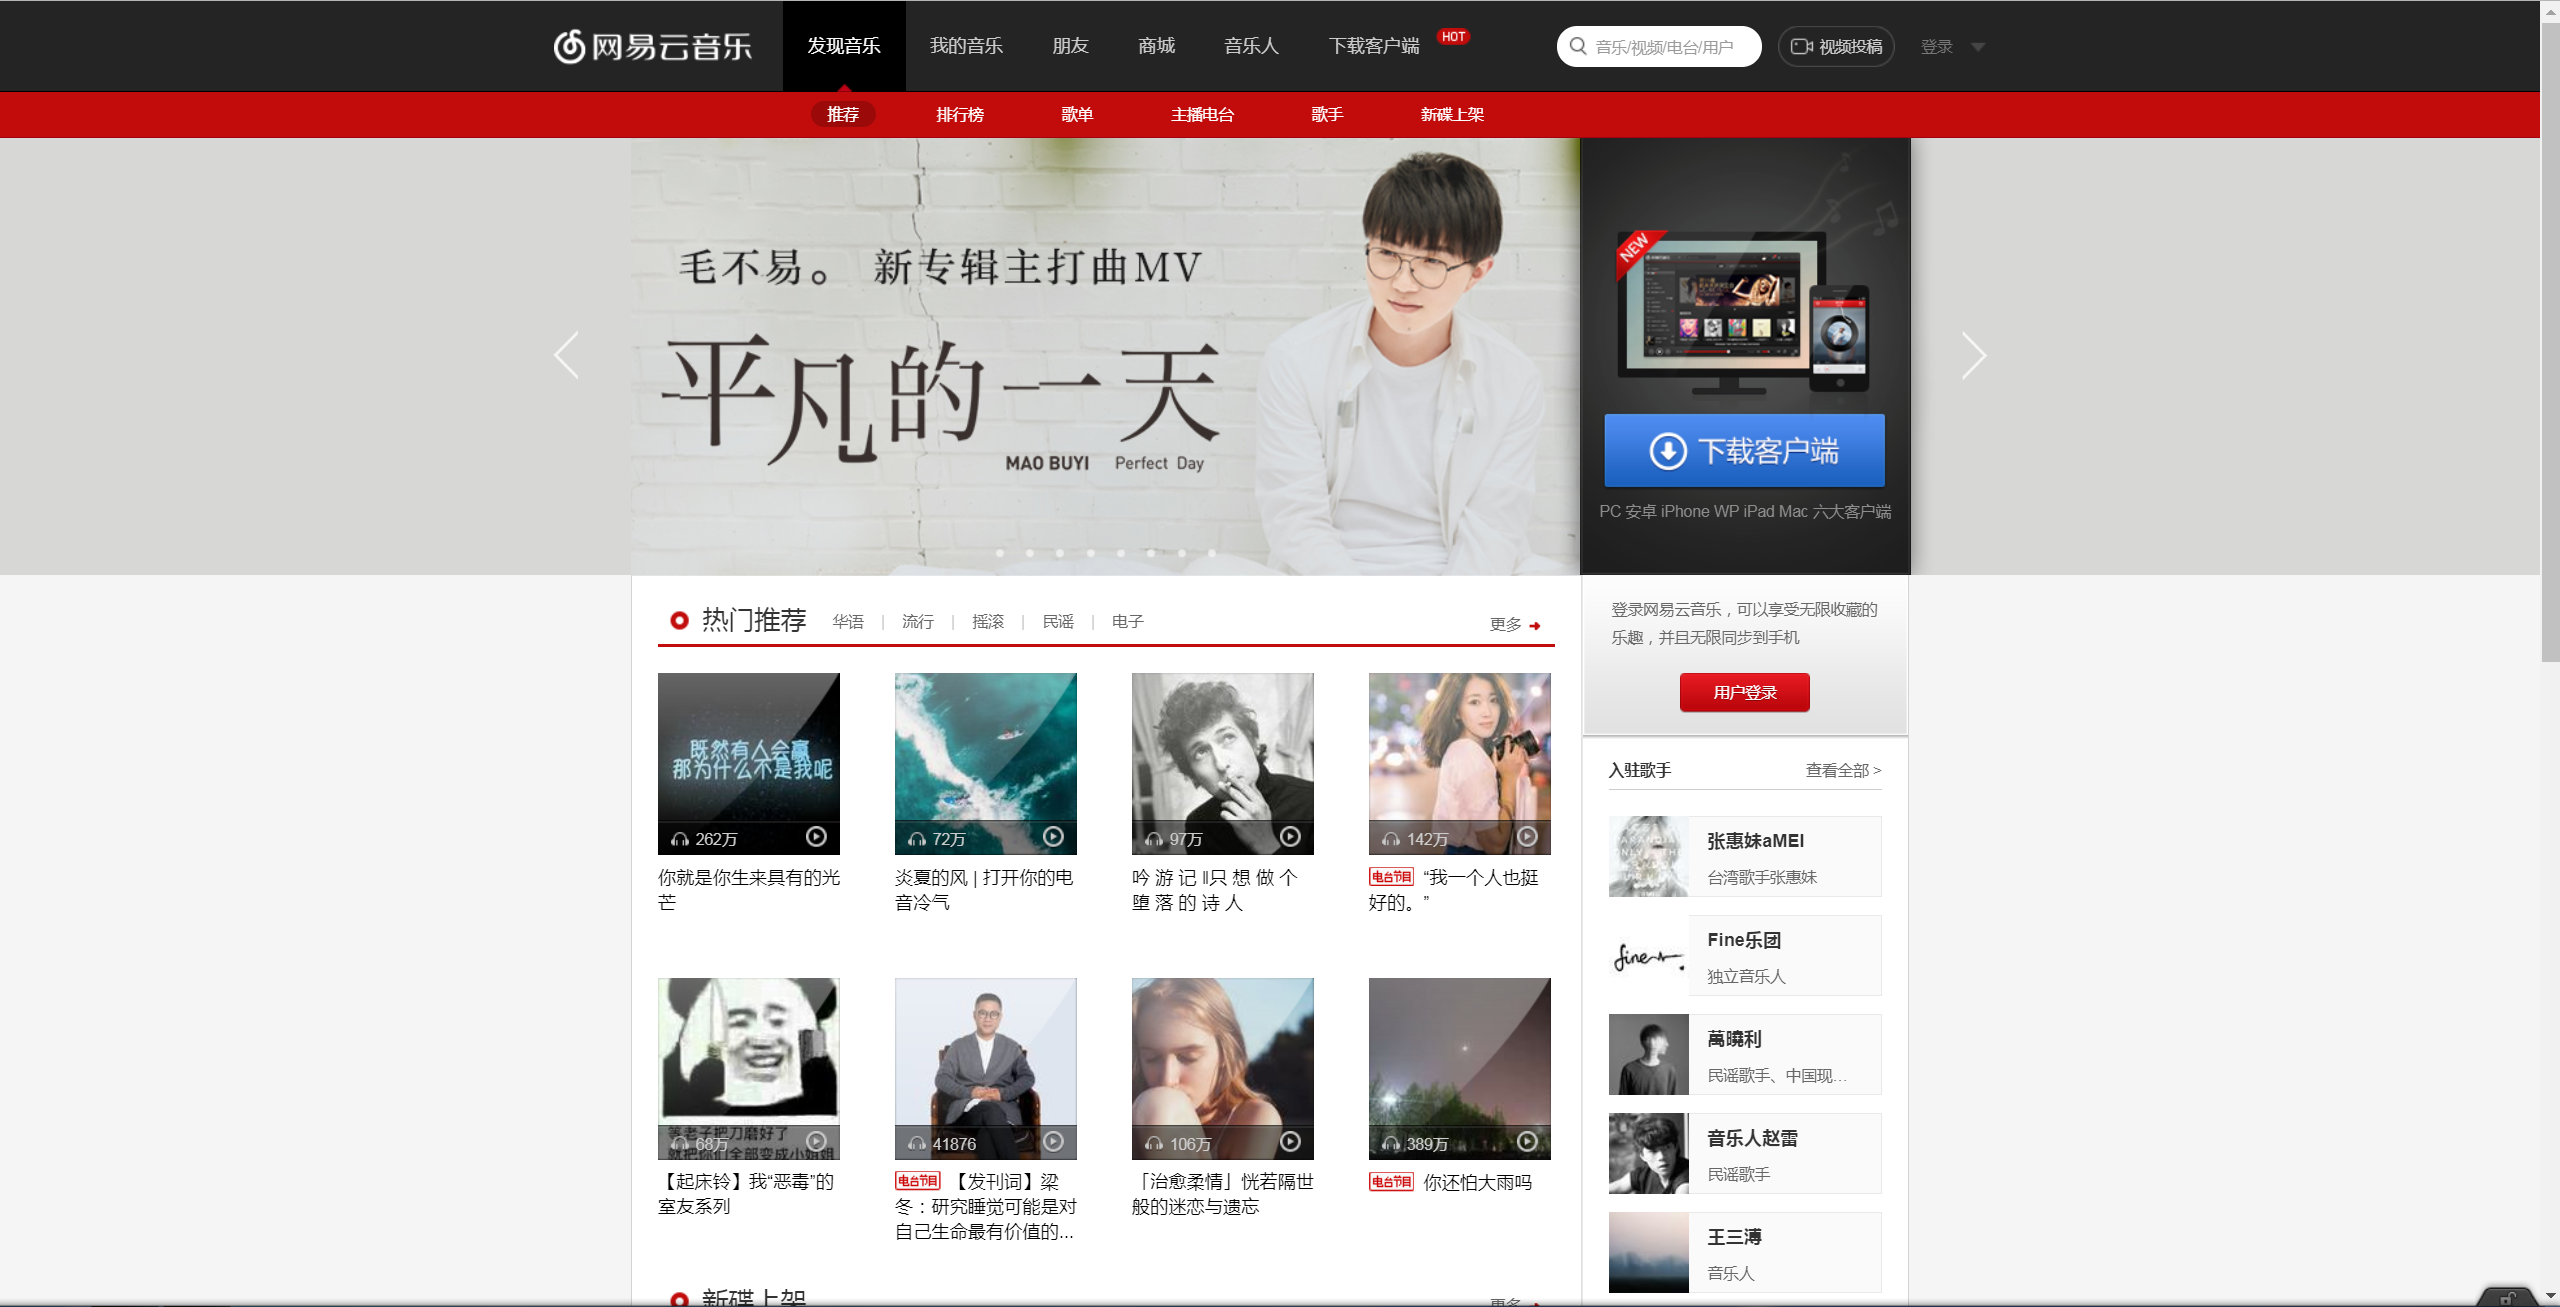 网易云音乐
发现音乐
我的音乐
朋友
商城
音乐人
下载客户端
HOT
音乐/视频/电台/用户
视频投稿
登录
推荐
排行榜
歌单
主播电台
歌手
新碟上架
毛不易。 新专辑主打曲MV
平凡的一天
MAO BUYI Perfect Day
NEW
下载客户端
PC 安卓 iPhone WP iPad Mac 六大客户端
热门推荐
华语 | 流行 | 摇滚 | 民谣 | 电子
更多
既然有人会赢
那为什么不是我呢
262万
72万
97万
142万
你就是你生来具有的光
芒
炎夏的风 | 打开你的电
音冷气
吟 游 记 ‖只 想 做 个
堕 落 的 诗 人
电台节目 “我一个人也挺
好的。”
等老子把刀磨好了
就把你们全部变成小姐姐
68万
41876
106万
389万
【起床铃】我“恶毒”的
室友系列
电台节目 【发刊词】梁
冬：研究睡觉可能是对
自己生命最有价值的...
「治愈柔情」恍若隔世
般的迷恋与遗忘
电台节目 你还怕大雨吗
新碟上架
更多
登录网易云音乐，可以享受无限收藏的
乐趣，并且无限同步到手机
用户登录
入驻歌手
查看全部 >
张惠妹aMEI
台湾歌手张惠妹
fine
Fine乐团
独立音乐人
萬曉利
民谣歌手、中国现…
音乐人赵雷
民谣歌手
王三溥
音乐人